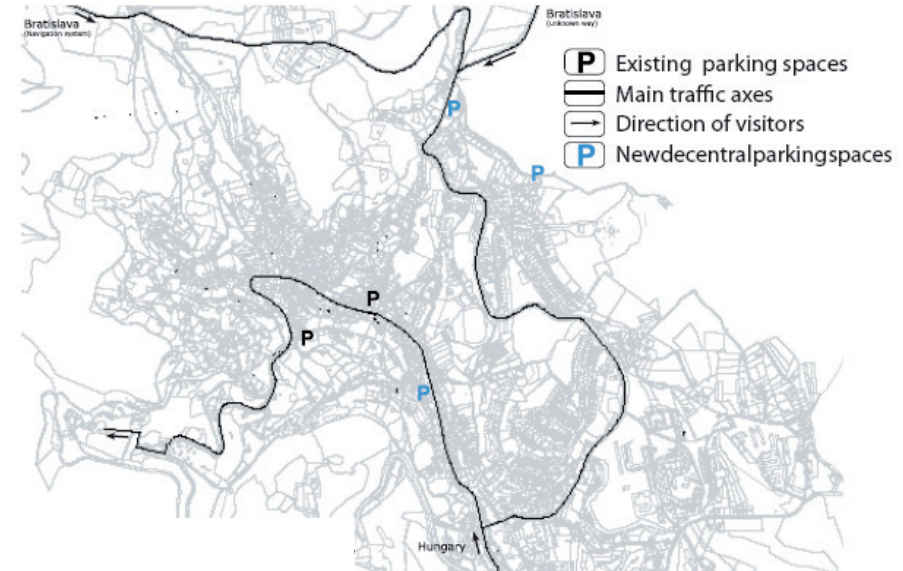 Bratislava
(Navigation system)
Bratislava
(unknown way)
P Existing parking spaces
Main traffic axes
Direction of visitors
P Newdecentralparkingspaces
P
P
P
P
P
Hungary